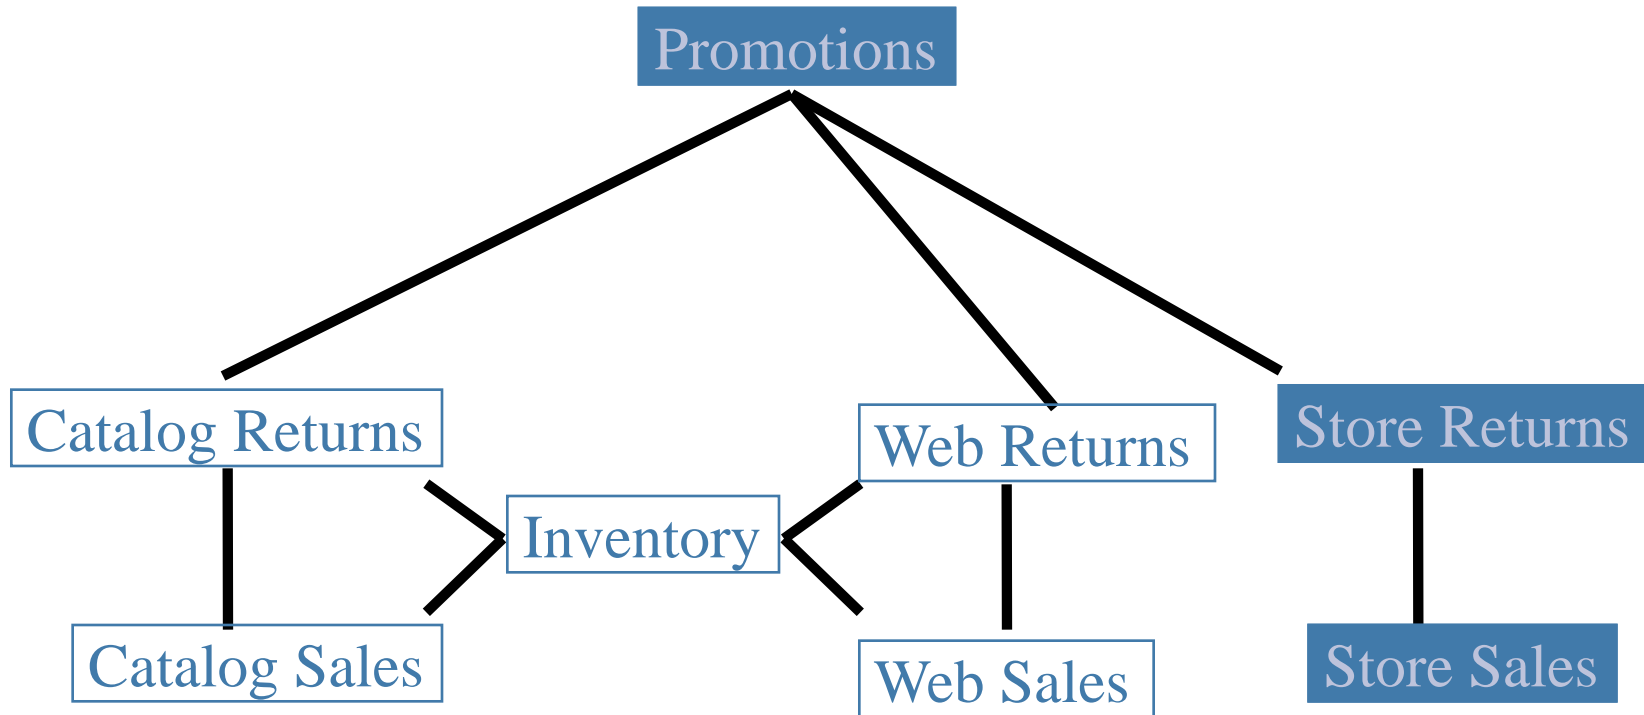 Promotions
Catalog Returns
Web Returns
Store Returns
Inventory
Catalog Sales
Web Sales
Store Sales